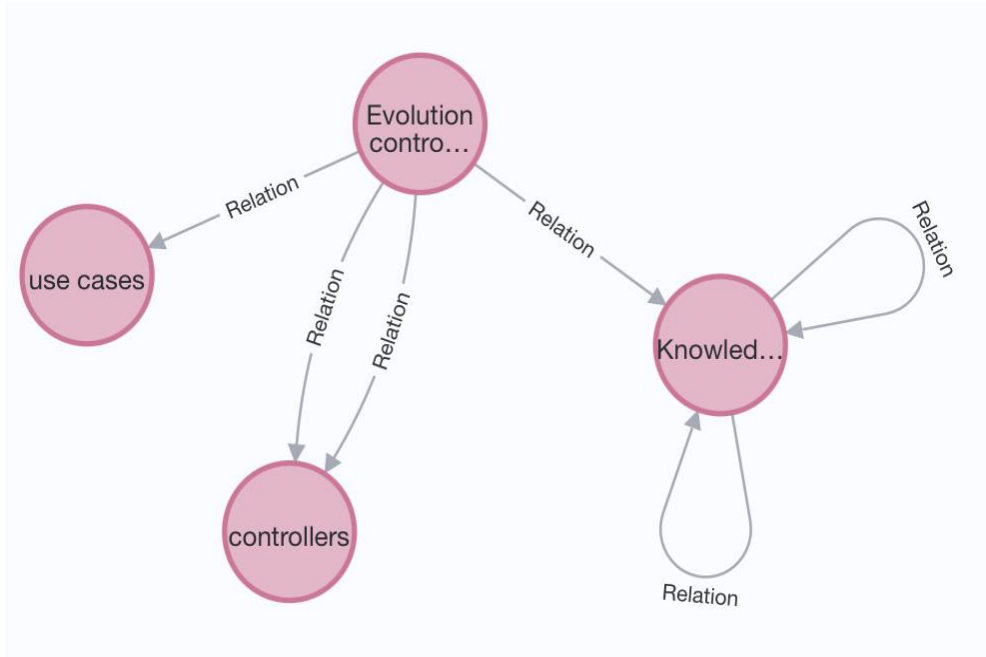 Evolution
contro…
Relation
Relation
Relation
use cases
Relation
Relation
Knowled…
controllers
Relation